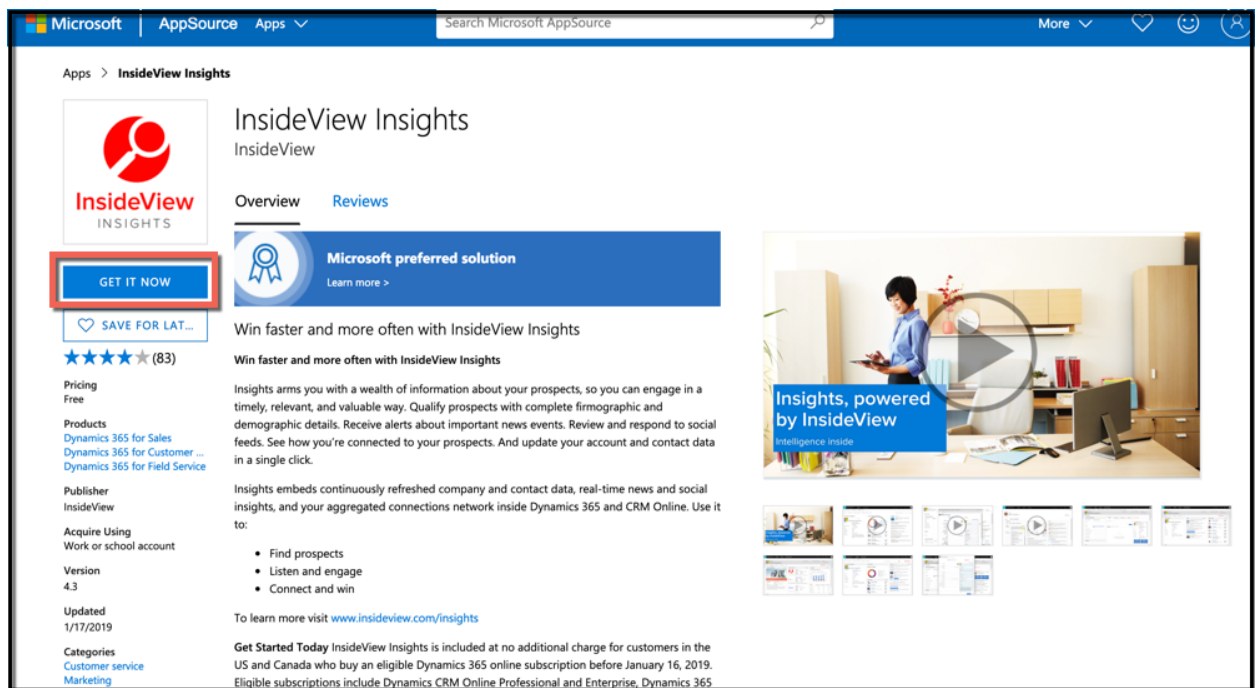 Microsoft AppSource Apps Search Microsoft AppSource More
Apps > InsideView Insights
InsideView
INSIGHTS
GET IT NOW
SAVE FOR LAT...
(83)
Pricing
Free
Products
Dynamics 365 for Sales
Dynamics 365 for Customer ...
Dynamics 365 for Field Service
Publisher
InsideView
Acquire Using
Work or school account
Version
4.3
Updated
1/17/2019
Categories
Customer service
Marketing
InsideView Insights
InsideView
Overview Reviews
Microsoft preferred solution
Learn more >
Win faster and more often with InsideView Insights
Win faster and more often with InsideView Insights
Insights arms you with a wealth of information about your prospects, so you can engage in a
timely, relevant, and valuable way. Qualify prospects with complete firmographic and
demographic details. Receive alerts about important news events. Review and respond to social
feeds. See how you're connected to your prospects. And update your account and contact data
in a single click.
Insights embeds continuously refreshed company and contact data, real-time news and social
insights, and your aggregated connections network inside Dynamics 365 and CRM Online. Use it
to:
• Find prospects
• Listen and engage
• Connect and win
To learn more visit www.insideview.com/insights
Get Started Today InsideView Insights is included at no additional charge for customers in the
US and Canada who buy an eligible Dynamics 365 online subscription before January 16, 2019.
Eligible subscriptions include Dynamics CRM Online Professional and Enterprise, Dynamics 365
Insights, powered
by InsideView
Intelligence inside